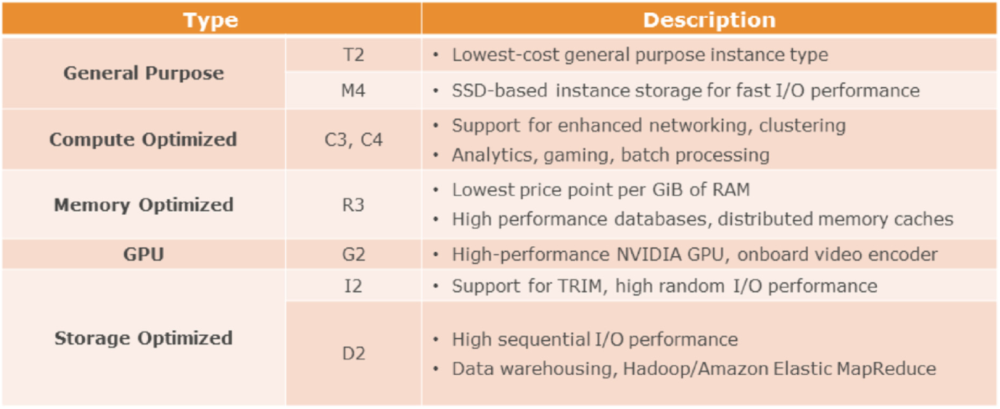 Type Description
General Purpose
T2 • Lowest-cost general purpose instance type
M4 • SSD-based instance storage for fast I/O performance
Compute Optimized C3, C4
• Support for enhanced networking, clustering
• Analytics, gaming, batch processing
Memory Optimized R3
• Lowest price point per GiB of RAM
• High performance databases, distributed memory caches
GPU G2 • High-performance NVIDIA GPU, onboard video encoder
Storage Optimized
I2 • Support for TRIM, high random I/O performance
D2
• High sequential I/O performance
• Data warehousing, Hadoop/Amazon Elastic MapReduce